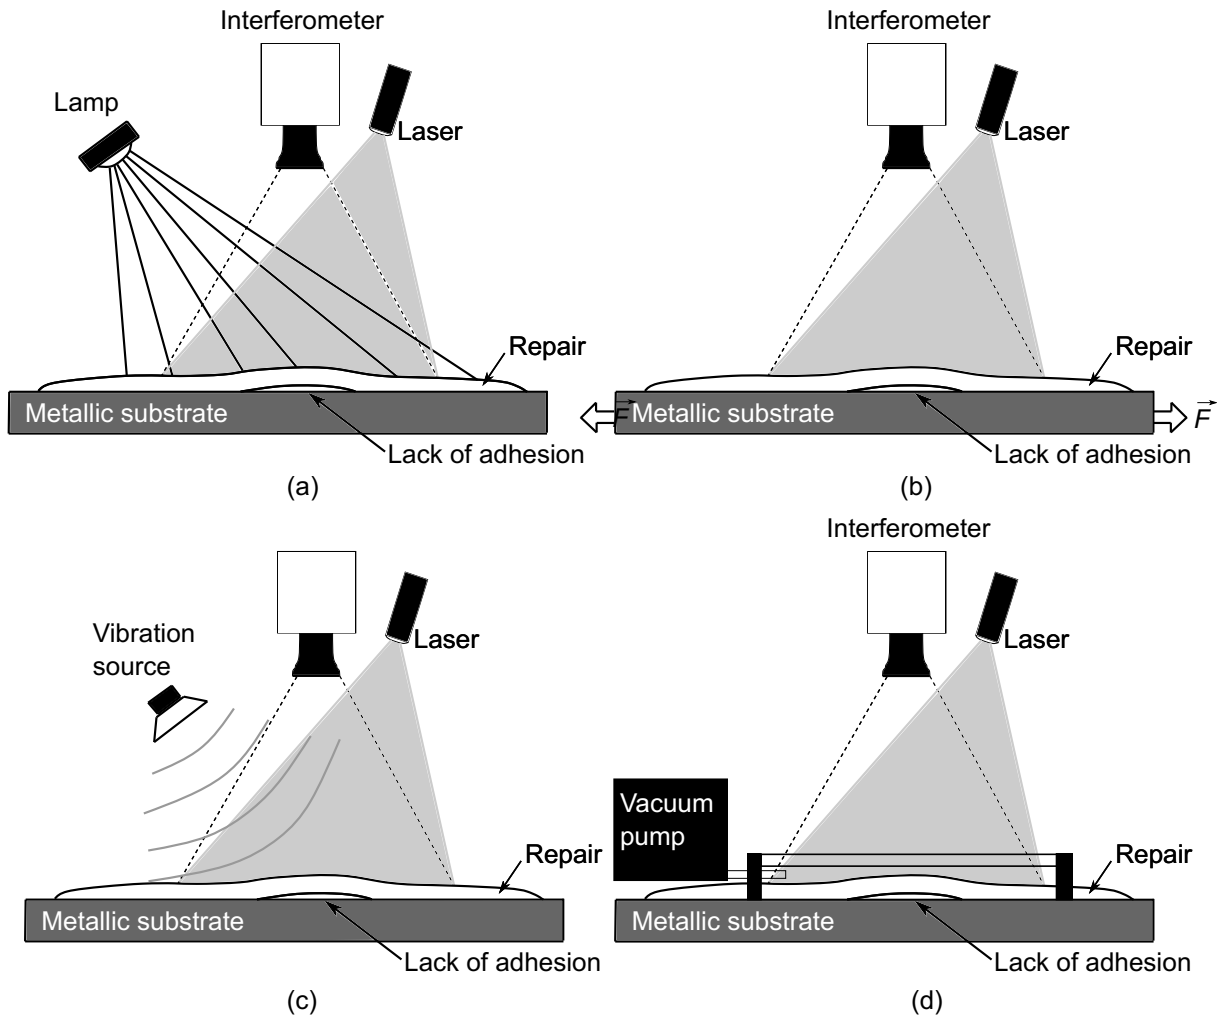 Interferometer
Lamp
Laser
Repair
Metallic substrate
Lack of adhesion
(a)
Interferometer
Laser
Repair
F
Metallic substrate
F
Lack of adhesion
(b)
Vibration
source
Laser
Repair
Metallic substrate
Lack of adhesion
(c)
Interferometer
Laser
Vacuum
pump
Repair
Metallic substrate
Lack of adhesion
(d)